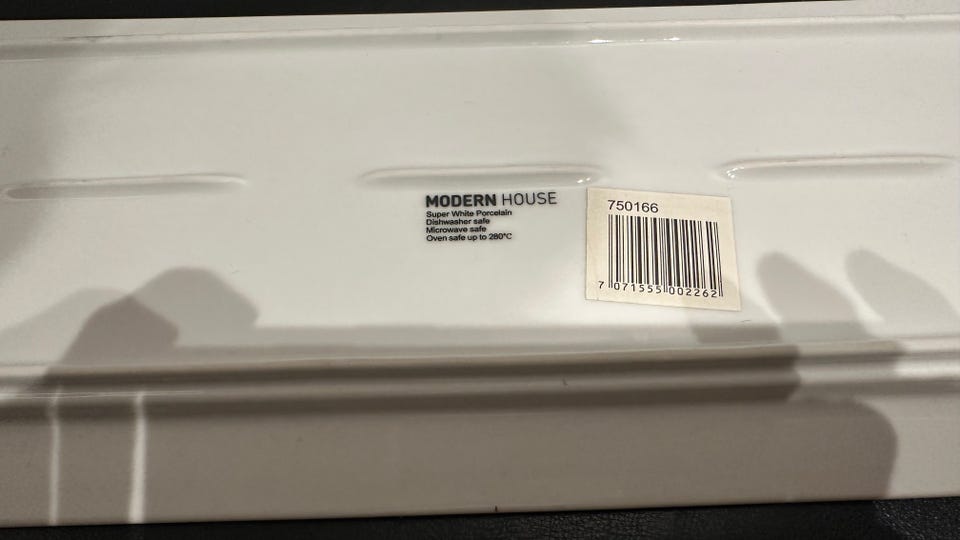 MODERN HOUSE
Super White Porcelain
Dishwasher safe
Microwave safe
Oven safe up to 280°C
750166
7 071555 002262